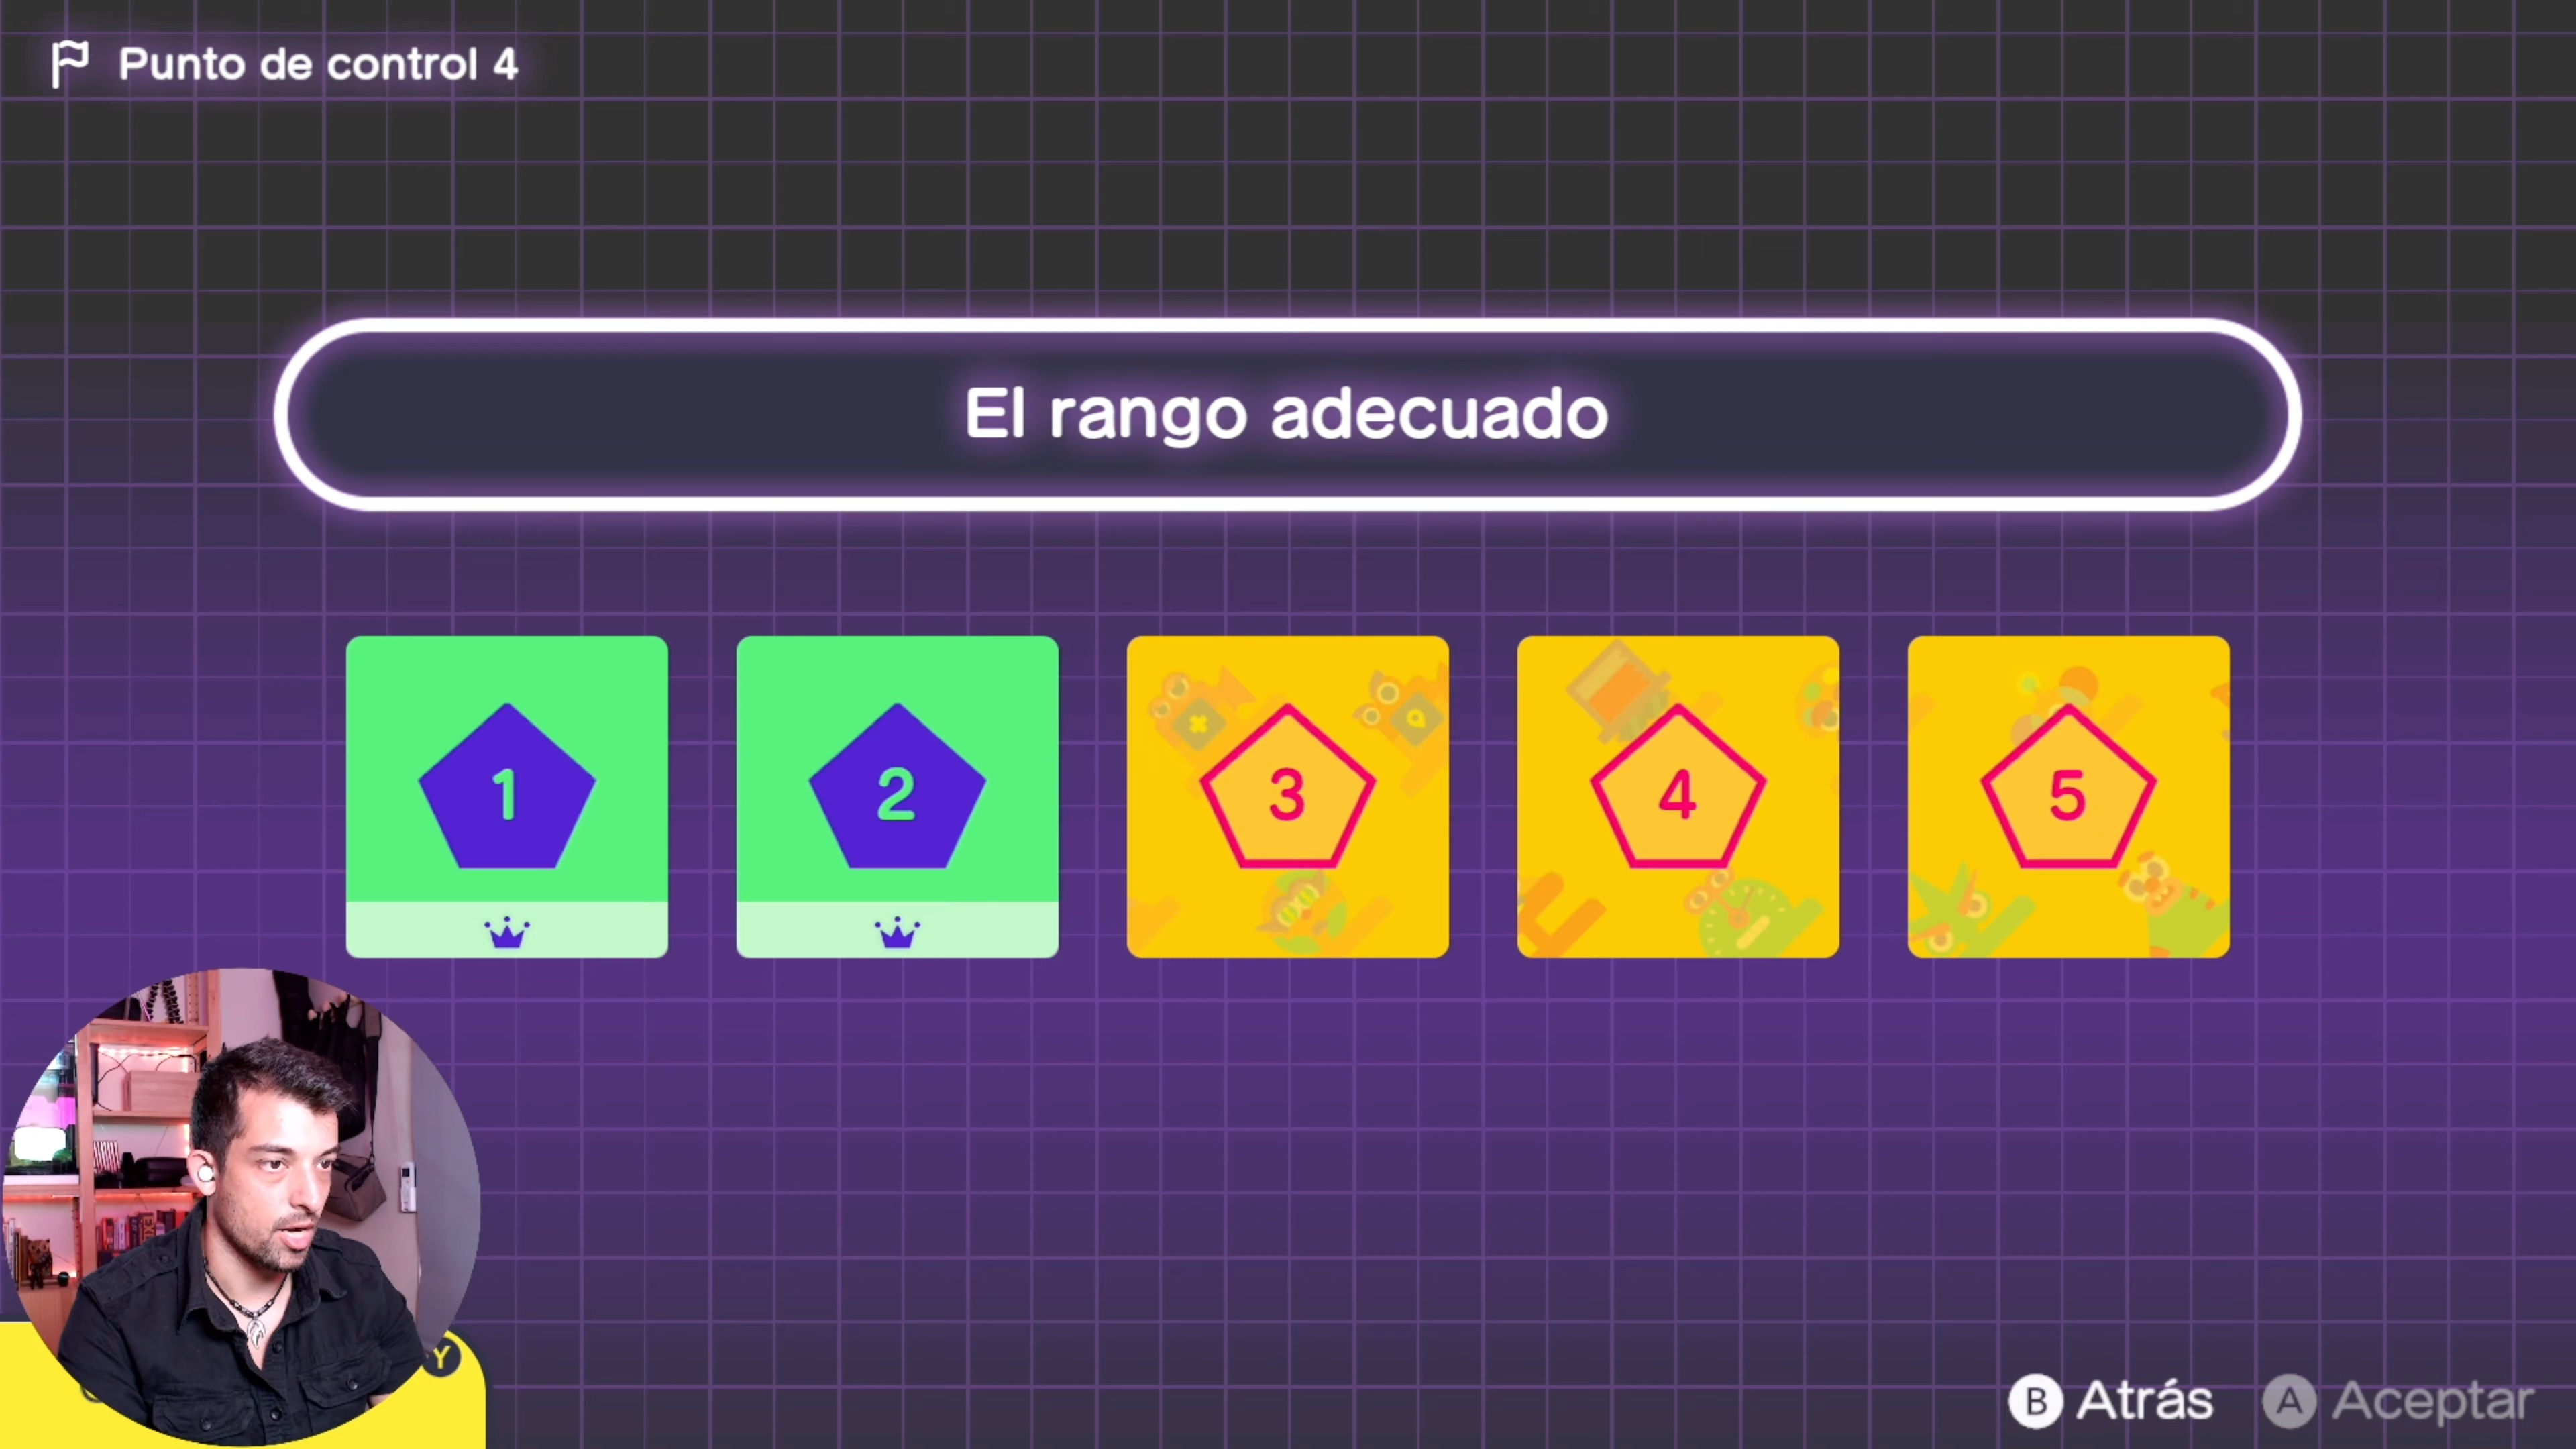 Punto de control 4
El rango adecuado
1 2 3 4 5
Y
B Atrás A Aceptar